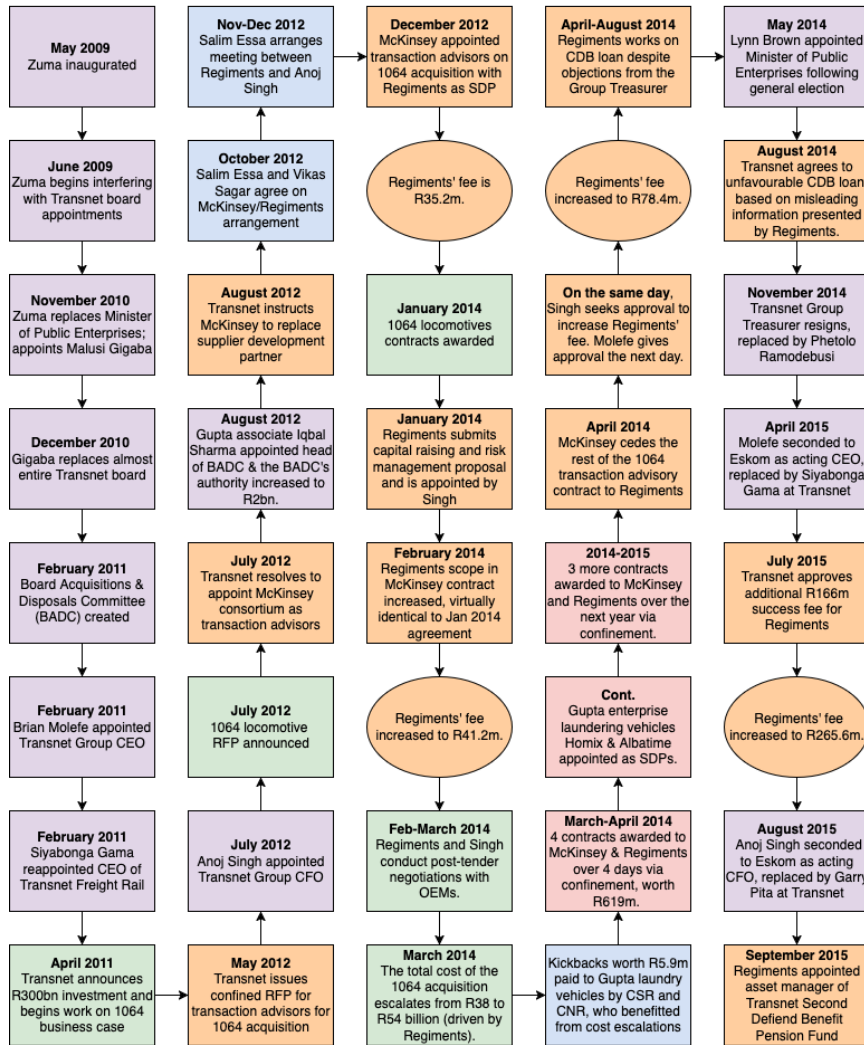 May 2009
Zuma inaugurated
June 2009
Zuma begins interfering
with Transnet board
appointments
November 2010
Zuma replaces Minister
of Public Enterprises;
appoints Malusi Gigaba
December 2010
Gigaba replaces almost
entire Transnet board
February 2011
Board Acquisitions &
Disposals Committee
(BADC) created
February 2011
Brian Molefe appointed
Transnet Group CEO
February 2011
Siyabonga Gama
reappointed CEO of
Transnet Freight Rail
April 2011
Transnet announces
R300bn investment and
begins work on 1064
business case
May 2012
Transnet issues
confined RFP for
transaction advisors for
1064 acquisition
July 2012
Anoj Singh appointed
Transnet Group CFO
July 2012
1064 locomotive
RFP announced
July 2012
Transnet resolves to
appoint McKinsey
consortium as
transaction advisors
August 2012
Gupta associate Iqbal
Sharma appointed head
of BADC & the BADC's
authority increased to
R2bn.
August 2012
Transnet instructs
McKinsey to replace
supplier development
partner
October 2012
Salim Essa and Vikas
Sagar agree on
McKinsey/Regiments
arrangement
Nov-Dec 2012
Salim Essa arranges
meeting between
Regiments and Anoj
Singh
December 2012
McKinsey appointed
transaction advisors on
1064 acquisition with
Regiments as SDP
Regiments' fee is
R35.2m.
January 2014
1064 locomotives
contracts awarded
January 2014
Regiments submits
capital raising and risk
management proposal
and is appointed by
Singh
February 2014
Regiments scope in
McKinsey contract
increased, virtually
identical to Jan 2014
agreement
Regiments' fee
increased to R41.2m.
Feb-March 2014
Regiments and Singh
conduct post-tender
negotiations with
OEMs.
March 2014
The total cost of the
1064 acquisition
escalates from R38 to
R54 billion (driven by
Regiments).
Kickbacks worth R5.9m
paid to Gupta laundry
vehicles by CSR and
CNR, who benefitted
from cost escalations
March-April 2014
4 contracts awarded to
McKinsey & Regiments
over 4 days via
confinement, worth
R619m.
Cont.
Gupta enterprise
laundering vehicles
Homix & Albatime
appointed as SDPs.
2014-2015
3 more contracts
awarded to McKinsey
and Regiments over the
next year via
confinement.
April 2014
McKinsey cedes the
rest of the 1064
transaction advisory
contract to Regiments
On the same day,
Singh seeks approval to
increase Regiments'
fee. Molefe gives
approval the next day.
Regiments' fee
increased to R78.4m.
April-August 2014
Regiments works on
CDB loan despite
objections from the
Group Treasurer
May 2014
Lynn Brown appointed
Minister of Public
Enterprises following
general election
August 2014
Transnet agrees to
unfavourable CDB loan
based on misleading
information presented
by Regiments.
November 2014
Transnet Group
Treasurer resigns,
replaced by Phetolo
Ramodebusi
April 2015
Molefe seconded to
Eskom as acting CEO,
replaced by Siyabonga
Gama at Transnet
July 2015
Transnet approves
additional R166m
success fee for
Regiments
Regiments' fee
increased to R265.6m.
August 2015
Anoj Singh seconded
to Eskom as acting
CFO, replaced by Garry
Pita at Transnet
September 2015
Regiments appointed
asset manager of
Transnet Second
Defiend Benefit
Pension Fund